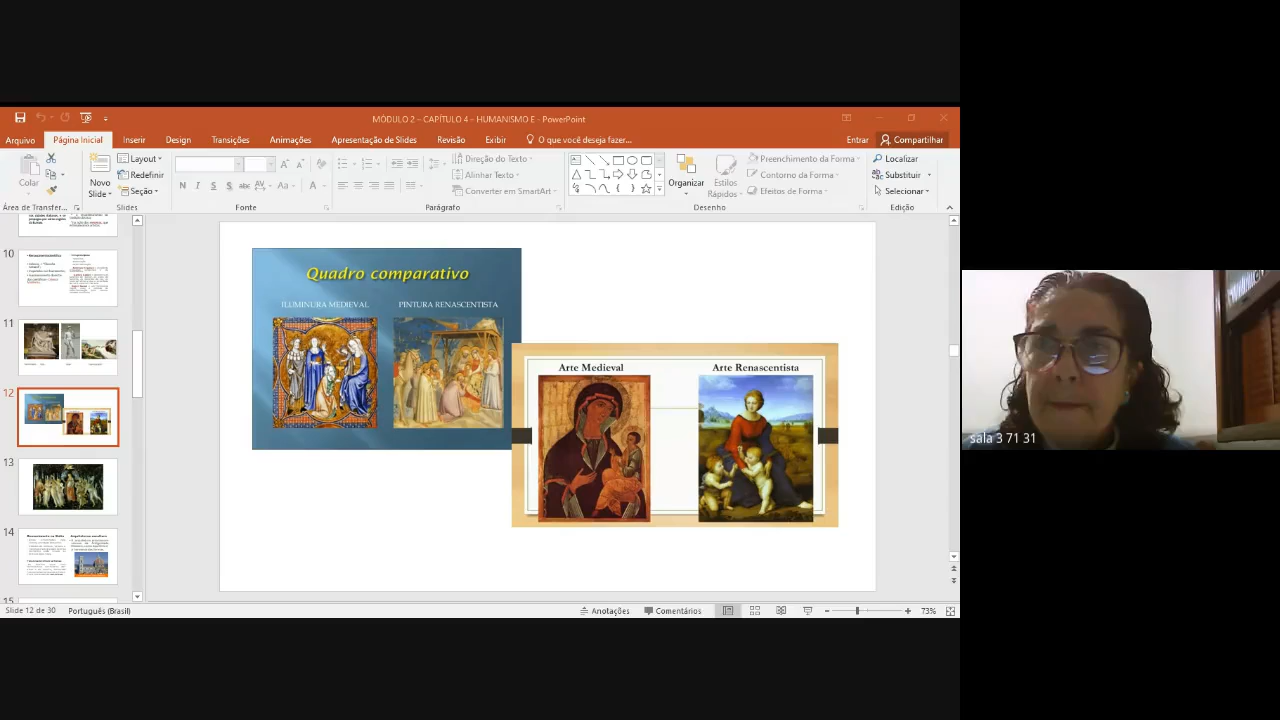 MÓDULO 2 – CAPÍTULO 4 – HUMANISMO E - PowerPoint
Arquivo
Página Inicial
Inserir
Design
Transições
Animações
Apresentação de Slides
Revisão
Exibir
O que você deseja fazer...
Entrar
Compartilhar
Colar
Novo
Slide
Layout
Redefinir
Seção
N I S S abc AV Aa A
Direção do Texto
Alinhar Texto
Converter em SmartArt
Organizar
Estilos
Rápidos
Preenchimento da Forma
Contorno da Forma
Efeitos de Forma
Localizar
Substituir
Selecionar
Área de Transfer...
Slides
Fonte
Parágrafo
Desenho
Edição
10
11
12
13
14
15
Quadro comparativo
ILUMINURA MEDIEVAL
PINTURA RENASCENTISTA
Arte Medieval
Arte Renascentista
sala 3 71 31
Slide 12 de 30
Português (Brasil)
Anotações
Comentários
73%